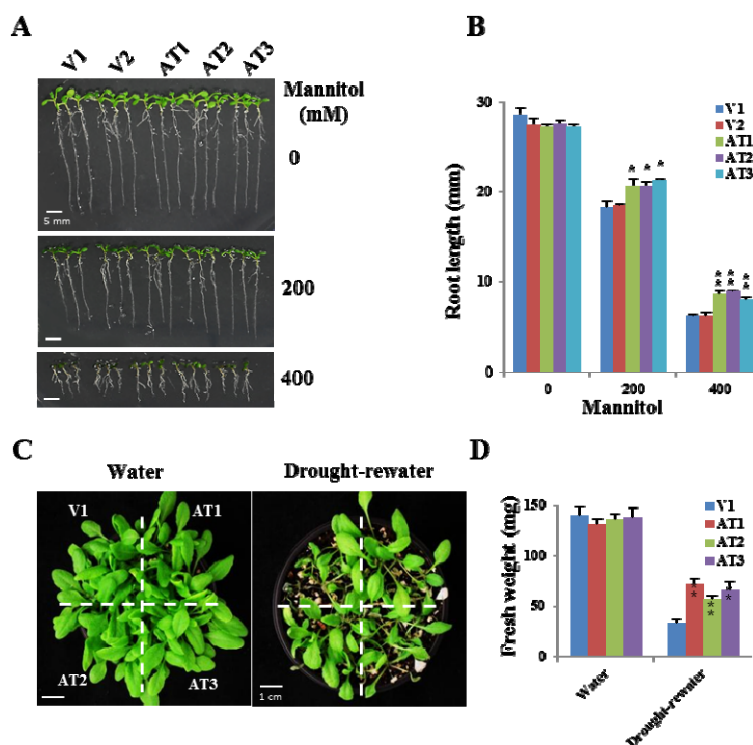 A
V1 V2 AT1 AT2 AT3
Mannitol
(mM)
0
5 mm
200
400
B
Root length (mm)
30
20
10
0
* * *
** ** **
V1
V2
AT1
AT2
AT3
0 200 400
Mannitol
C
Water Drought-rewater
V1 AT1
AT2 AT3
1 cm
D
Fresh weight (mg)
150
100
50
0
** ** *
V1
AT1
AT2
AT3
Water Drought-rewater